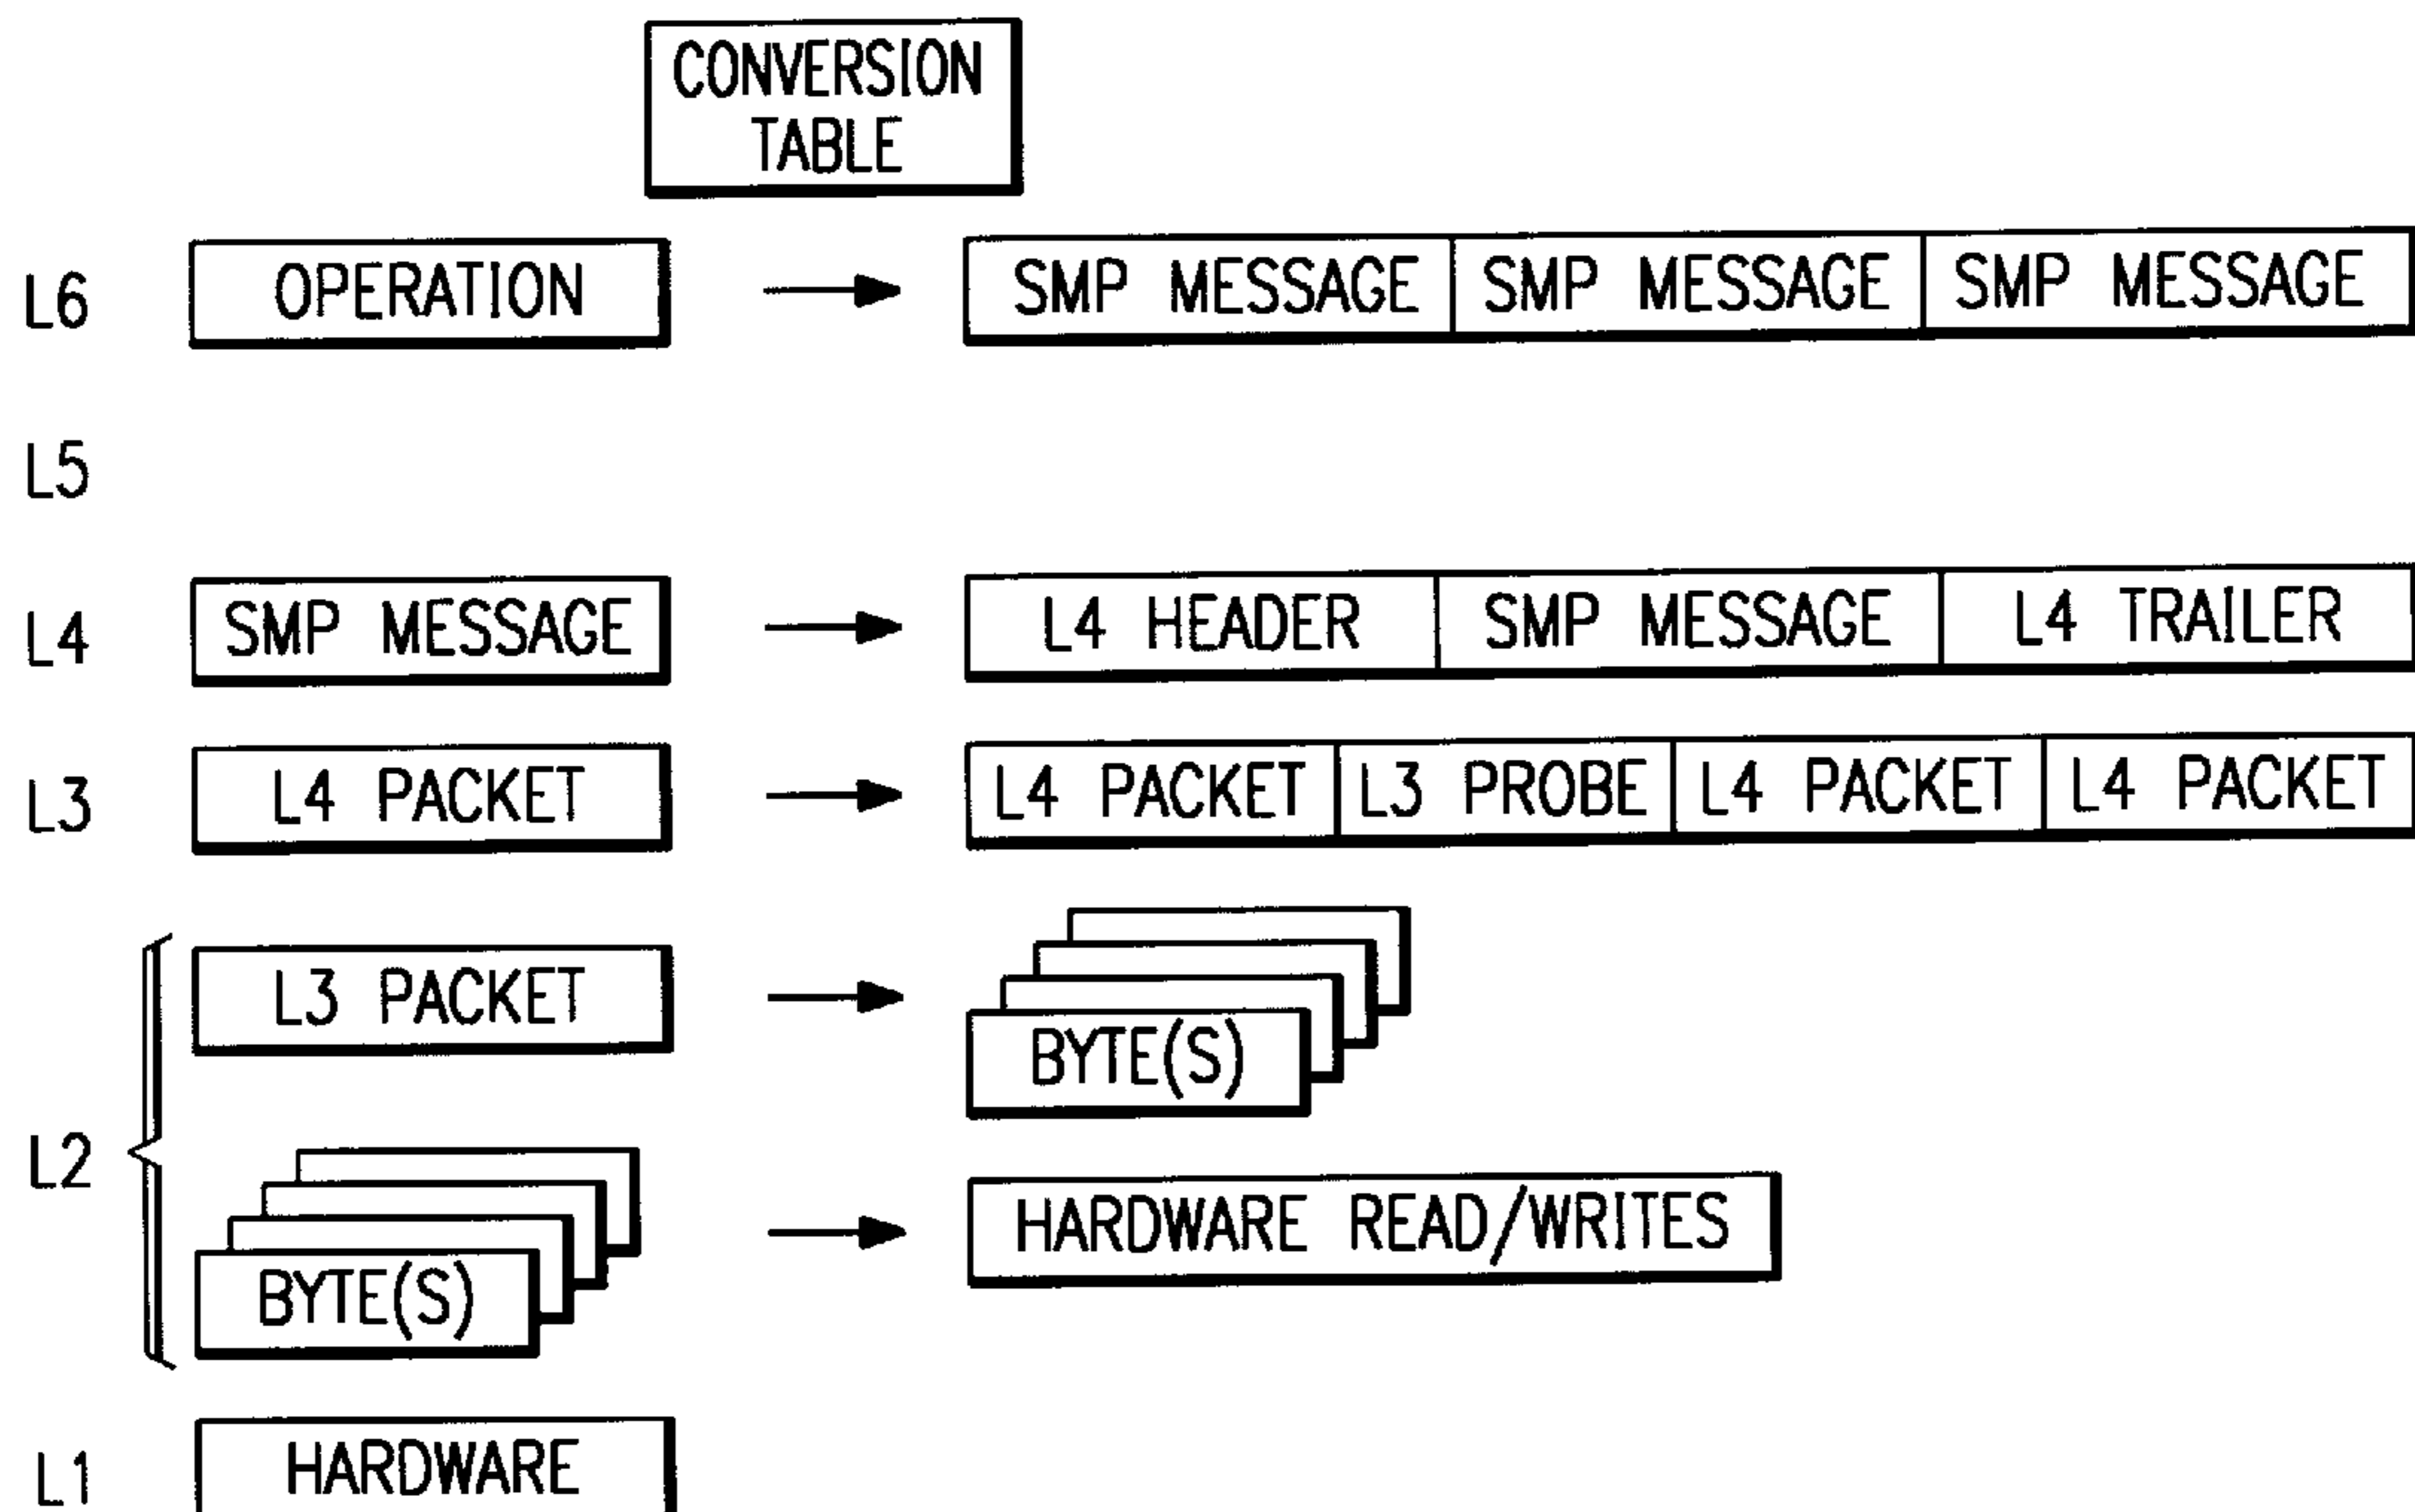 CONVERSION
TABLE
L6 OPERATION SMP MESSAGE SMP MESSAGE SMP MESSAGE
L5
L4 SMP MESSAGE L4 HEADER SMP MESSAGE L4 TRAILER
L3 L4 PACKET L4 PACKET L3 PROBE L4 PACKET L4 PACKET
L3 PACKET BYTE(S)
L2
BYTE(S) HARDWARE READ/WRITES
L1 HARDWARE